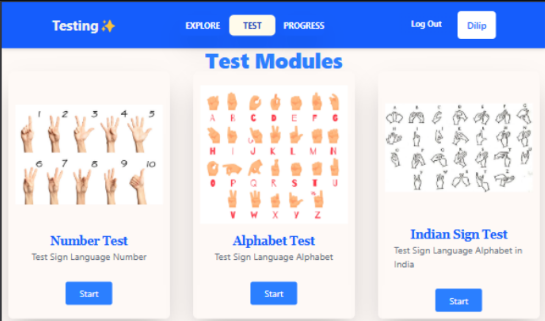 Testing ✨
EXPLORE TEST PROGRESS
Log Out Dilip
Test Modules
1 2 3 4 5
6 7 8 9 10
Number Test
Test Sign Language Number
Start
A B C D E F G
H I J K L M N
O P Q R S T U
V W X Y Z
Alphabet Test
Test Sign Language Alphabet
Start
Indian Sign Test
Test Sign Language Alphabet in
India
Start